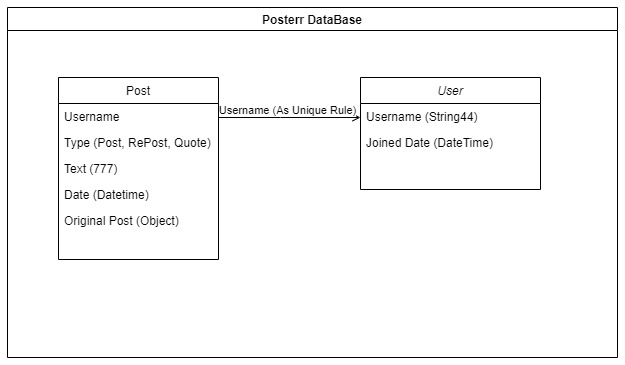 Posterr DataBase
Post
Username
Type (Post, RePost, Quote)
Text (777)
Date (Datetime)
Original Post (Object)
Username (As Unique Rule)
User
Username (String44)
Joined Date (DateTime)